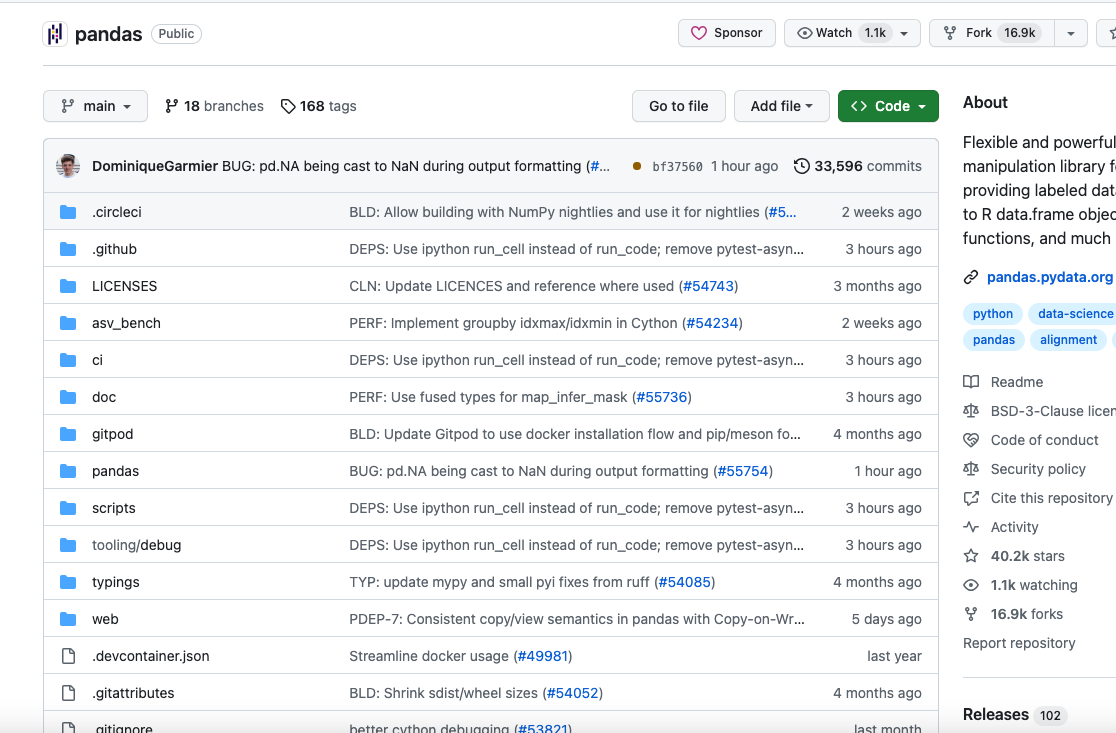 pandas Public Sponsor Watch 1.1k Fork 16.9k
main 18 branches 168 tags Go to file Add file <> Code
DominiqueGarmier BUG: pd.NA being cast to NaN during output formatting (#... bf37560 1 hour ago 33,596 commits
.circleci BLD: Allow building with NumPy nightlies and use it for nightlies (#5... 2 weeks ago
.github DEPS: Use ipython run_cell instead of run_code; remove pytest-asyn... 3 hours ago
LICENSES CLN: Update LICENCES and reference where used (#54743) 3 months ago
asv_bench PERF: Implement groupby idxmax/idxmin in Cython (#54234) 2 weeks ago
ci DEPS: Use ipython run_cell instead of run_code; remove pytest-asyn... 3 hours ago
doc PERF: Use fused types for map_infer_mask (#55736) 3 hours ago
gitpod BLD: Update Gitpod to use docker installation flow and pip/meson fo... 4 months ago
pandas BUG: pd.NA being cast to NaN during output formatting (#55754) 1 hour ago
scripts DEPS: Use ipython run_cell instead of run_code; remove pytest-asyn... 3 hours ago
tooling/debug DEPS: Use ipython run_cell instead of run_code; remove pytest-asyn... 3 hours ago
typings TYP: update mypy and small pyi fixes from ruff (#54085) 4 months ago
web PDEP-7: Consistent copy/view semantics in pandas with Copy-on-Wr... 5 days ago
.devcontainer.json Streamline docker usage (#49981) last year
.gitattributes BLD: Shrink sdist/wheel sizes (#54052) 4 months ago
.gitignore better cython debugging (#53821) last month
About
Flexible and powerful
manipulation library f
providing labeled dat
to R data.frame objec
functions, and much
pandas.pydata.org
python data-science
pandas alignment
Readme
BSD-3-Clause licen
Code of conduct
Security policy
Cite this repository
Activity
40.2k stars
1.1k watching
16.9k forks
Report repository
Releases 102